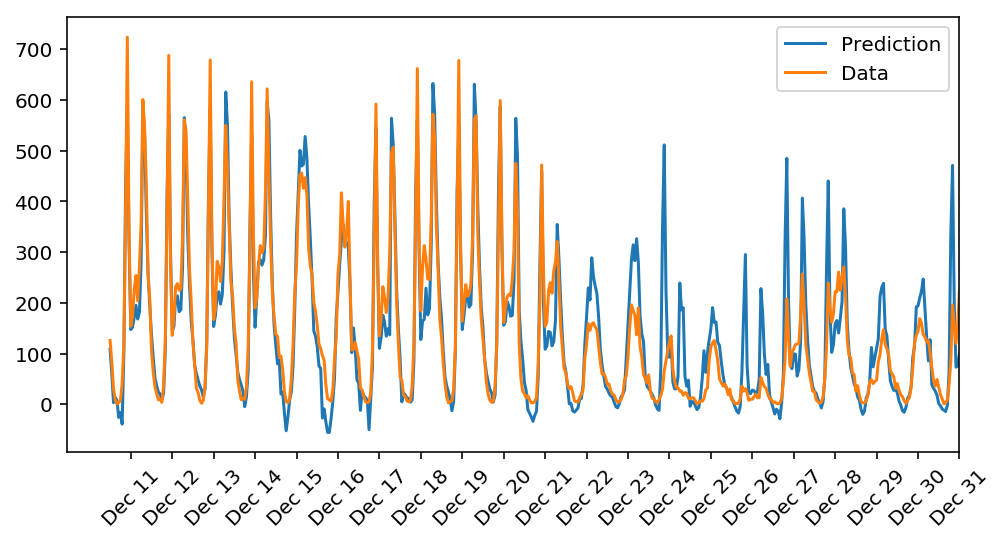 Prediction
Data
700
600
500
400
300
200
100
0
Dec 11
Dec 12
Dec 13
Dec 14
Dec 15
Dec 16
Dec 17
Dec 18
Dec 19
Dec 20
Dec 21
Dec 22
Dec 23
Dec 24
Dec 25
Dec 26
Dec 27
Dec 28
Dec 29
Dec 30
Dec 31